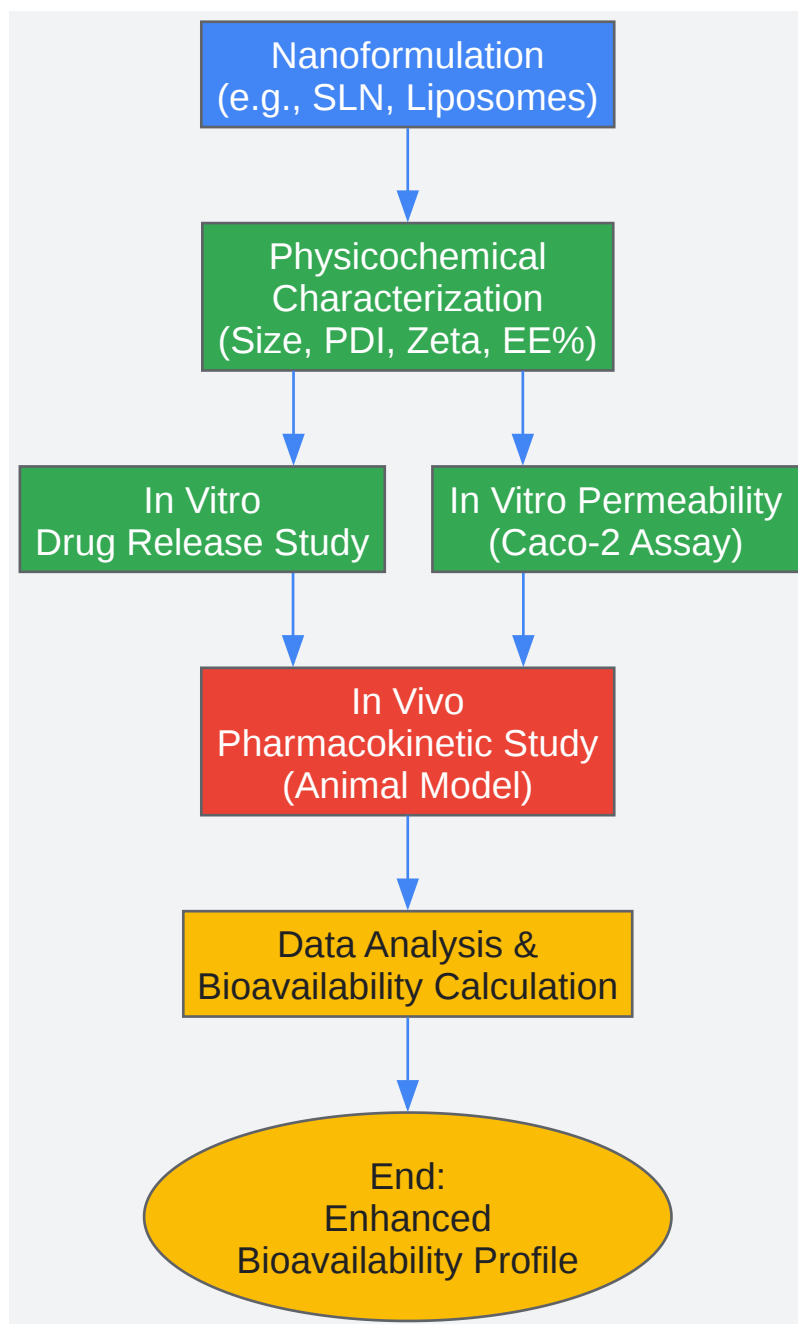 Nanoformulation
(e.g., SLN, Liposomes)
Physicochemical
Characterization
(Size, PDI, Zeta, EE%)
In Vitro
Drug Release Study
In Vitro Permeability
(Caco-2 Assay)
In Vivo
Pharmacokinetic Study
(Animal Model)
Data Analysis &
Bioavailability Calculation
End:
Enhanced
Bioavailability Profile